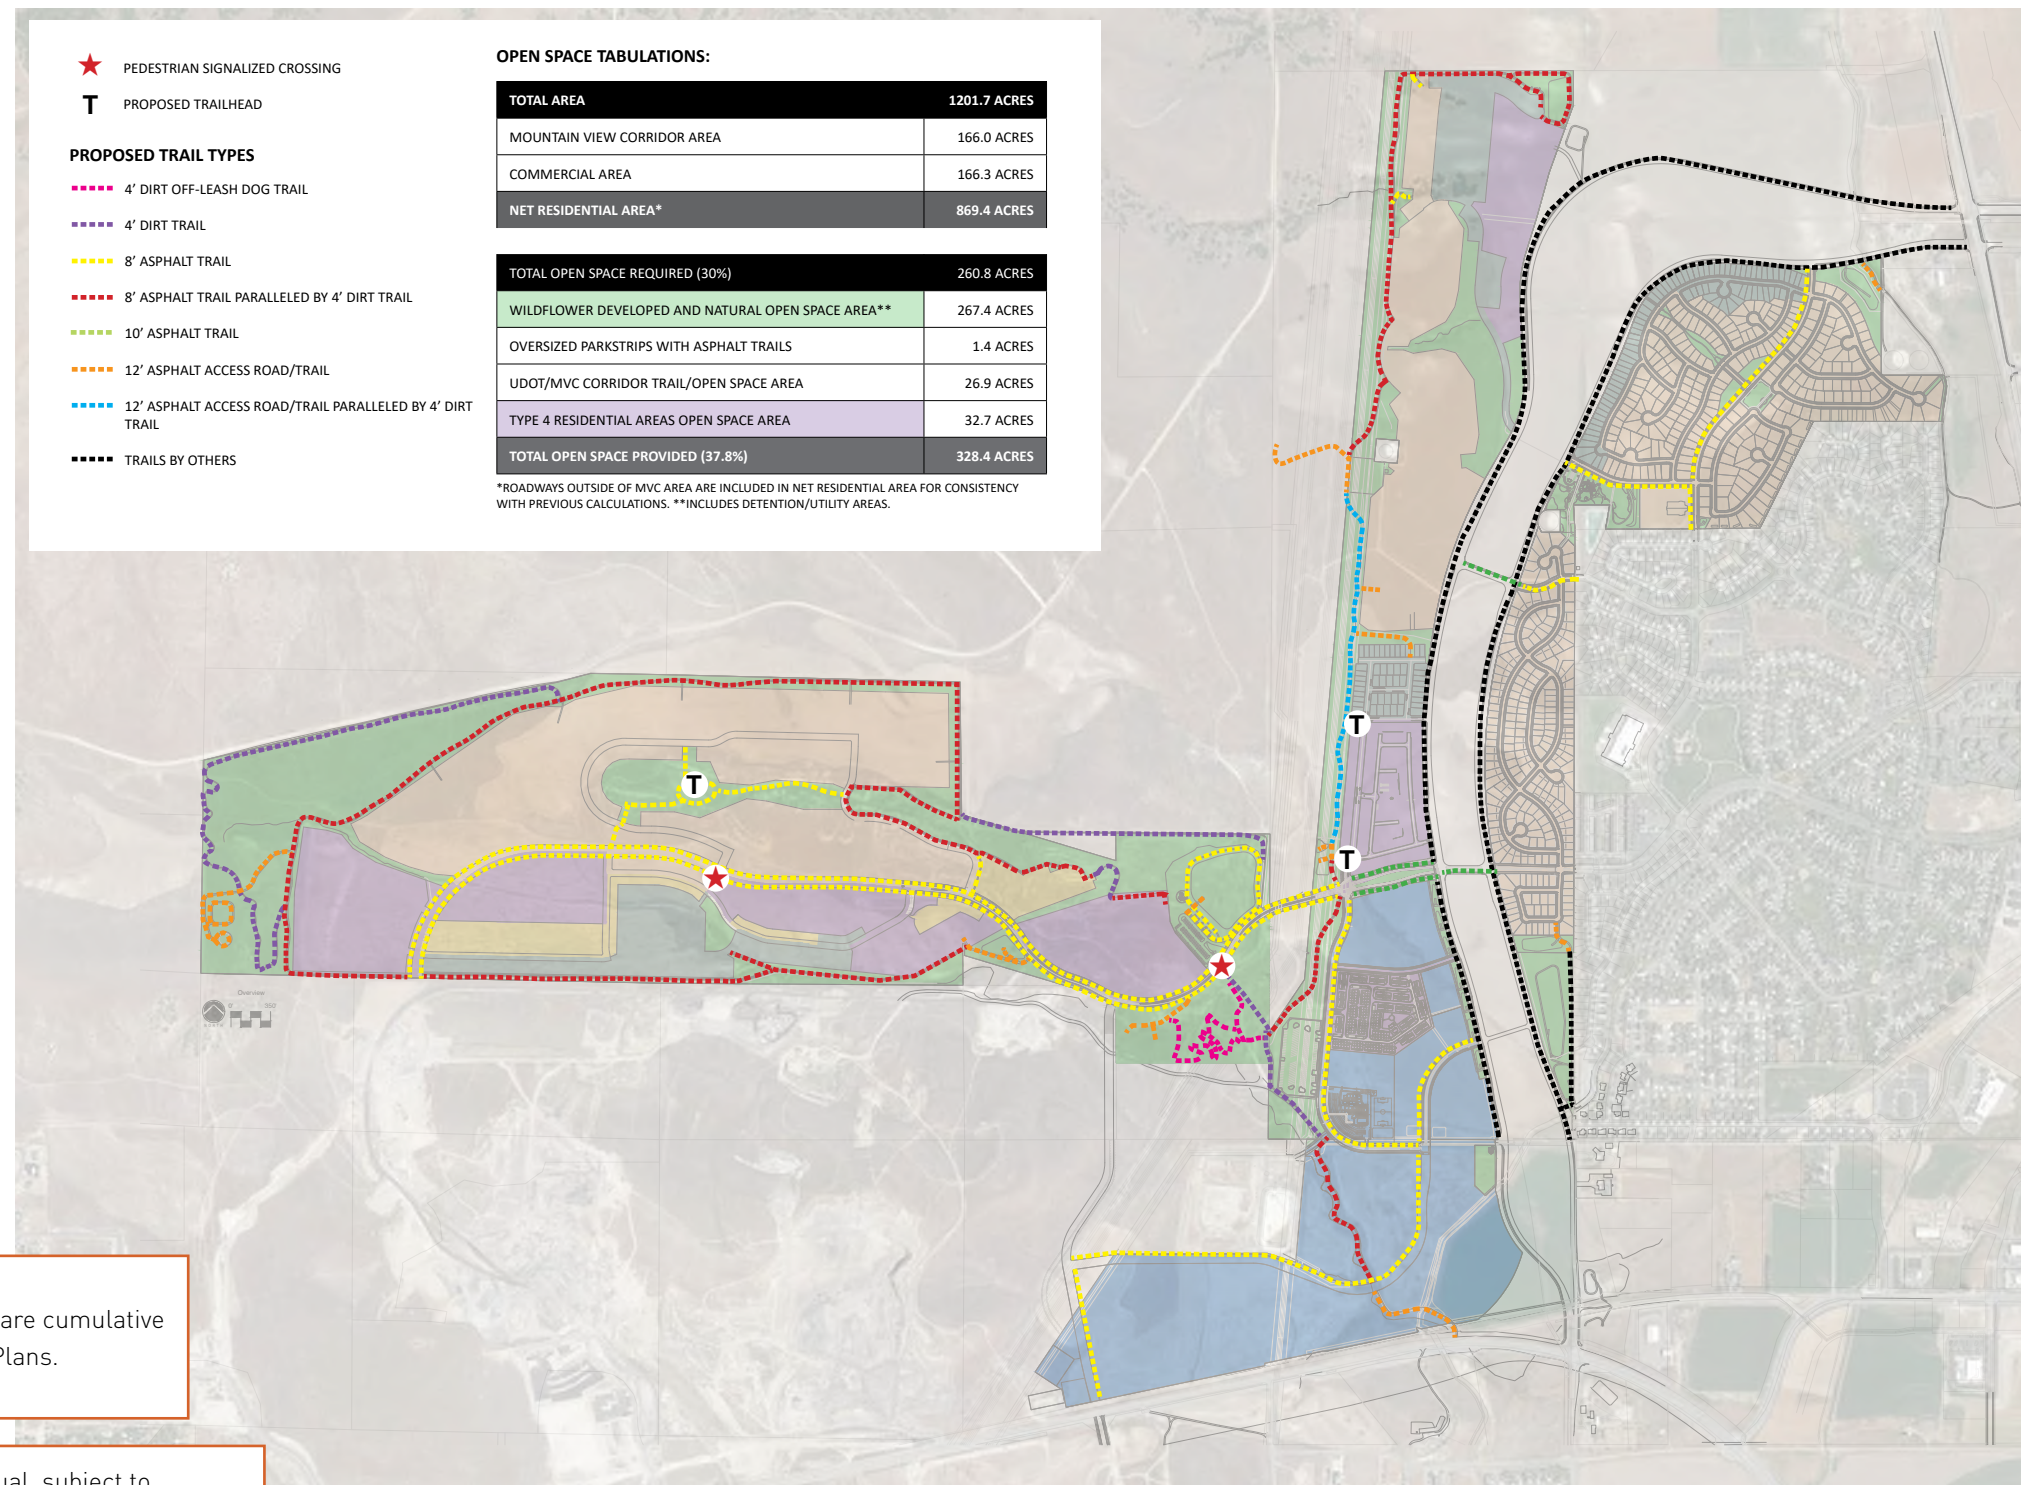 PEDESTRIAN SIGNALIZED CROSSING
T PROPOSED TRAILHEAD
PROPOSED TRAIL TYPES
4’ DIRT OFF-LEASH DOG TRAIL
4’ DIRT TRAIL
8’ ASPHALT TRAIL
8’ ASPHALT TRAIL PARALLELED BY 4’ DIRT TRAIL
10’ ASPHALT TRAIL
12’ ASPHALT ACCESS ROAD/TRAIL
12’ ASPHALT ACCESS ROAD/TRAIL PARALLELED BY 4’ DIRT
TRAIL
TRAILS BY OTHERS
OPEN SPACE TABULATIONS:
TOTAL AREA 1201.7 ACRES
MOUNTAIN VIEW CORRIDOR AREA 166.0 ACRES
COMMERCIAL AREA 166.3 ACRES
NET RESIDENTIAL AREA* 869.4 ACRES
TOTAL OPEN SPACE REQUIRED (30%) 260.8 ACRES
WILDFLOWER DEVELOPED AND NATURAL OPEN SPACE AREA** 267.4 ACRES
OVERSIZED PARKSTRIPS WITH ASPHALT TRAILS 1.4 ACRES
UDOT/MVC CORRIDOR TRAIL/OPEN SPACE AREA 26.9 ACRES
TYPE 4 RESIDENTIAL AREAS OPEN SPACE AREA 32.7 ACRES
TOTAL OPEN SPACE PROVIDED (37.8%) 328.4 ACRES
*ROADWAYS OUTSIDE OF MVC AREA ARE INCLUDED IN NET RESIDENTIAL AREA FOR CONSISTENCY
WITH PREVIOUS CALCULATIONS. **INCLUDES DETENTION/UTILITY AREAS.
T
T
T
Overview
0' 950'
NORTH
are cumulative
Plans.
ual, subject to